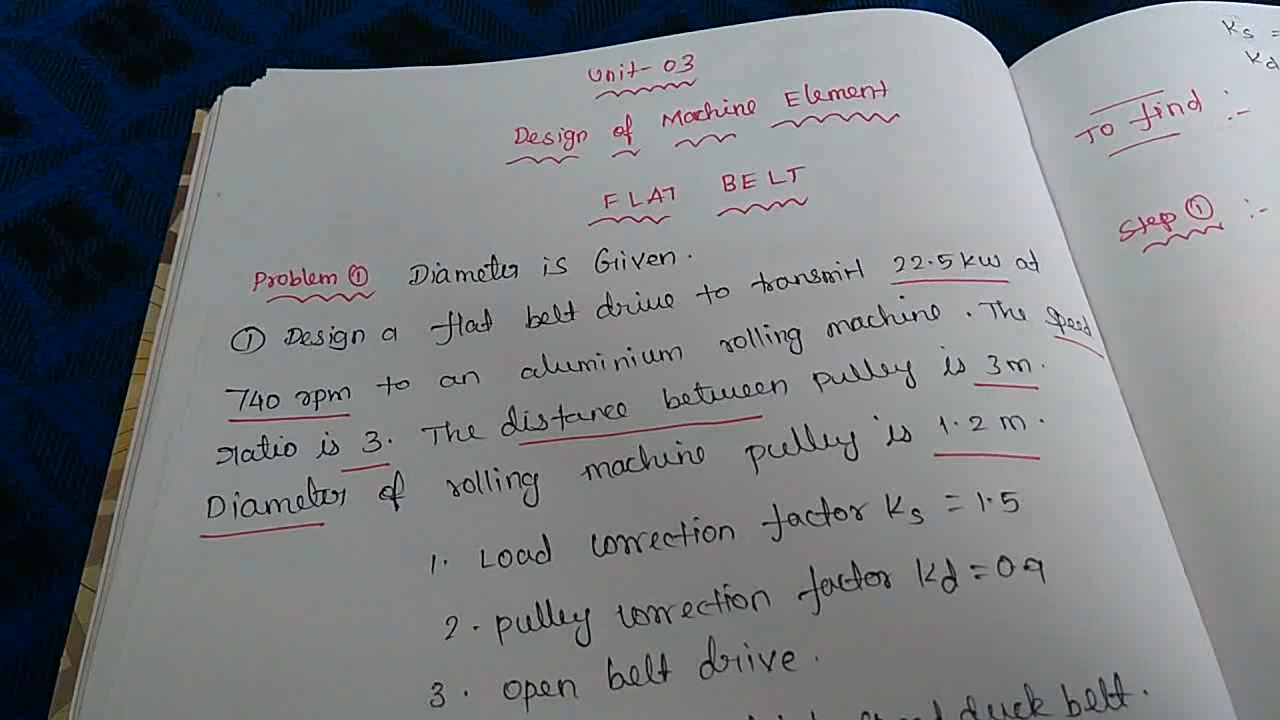 Unit-03
Design of Machine Element
FLAT BELT
Problem ① Diameter is Given.
① Design a flat belt drive to transmit 22.5 kw at
740 rpm to an aluminium rolling machine. The speed
ratio is 3. The distance between pulley is 3m.
Diameter of rolling machine pulley is 1.2 m.
1. Load correction factor Ks = 1.5
2. pulley correction factor Kd = 0.9
3. open belt drive.
duck belt.
Ks =
Kd
To find :-
Step ① :-